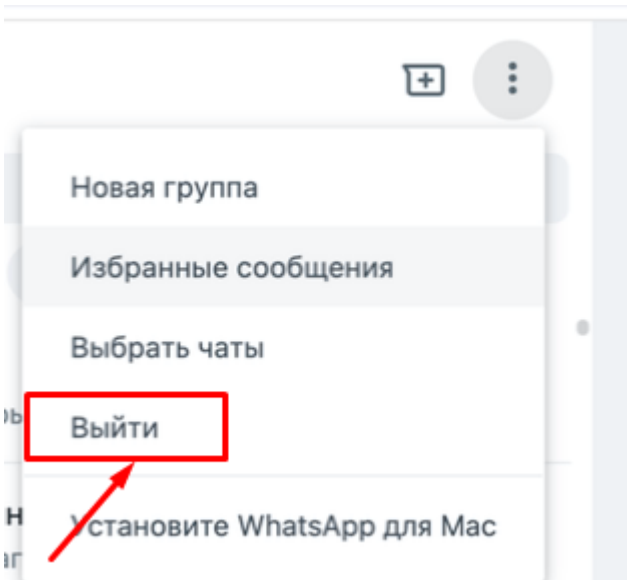 Новая группа
Избранные сообщения
Выбрать чаты
Выйти
Установите WhatsApp для Mac